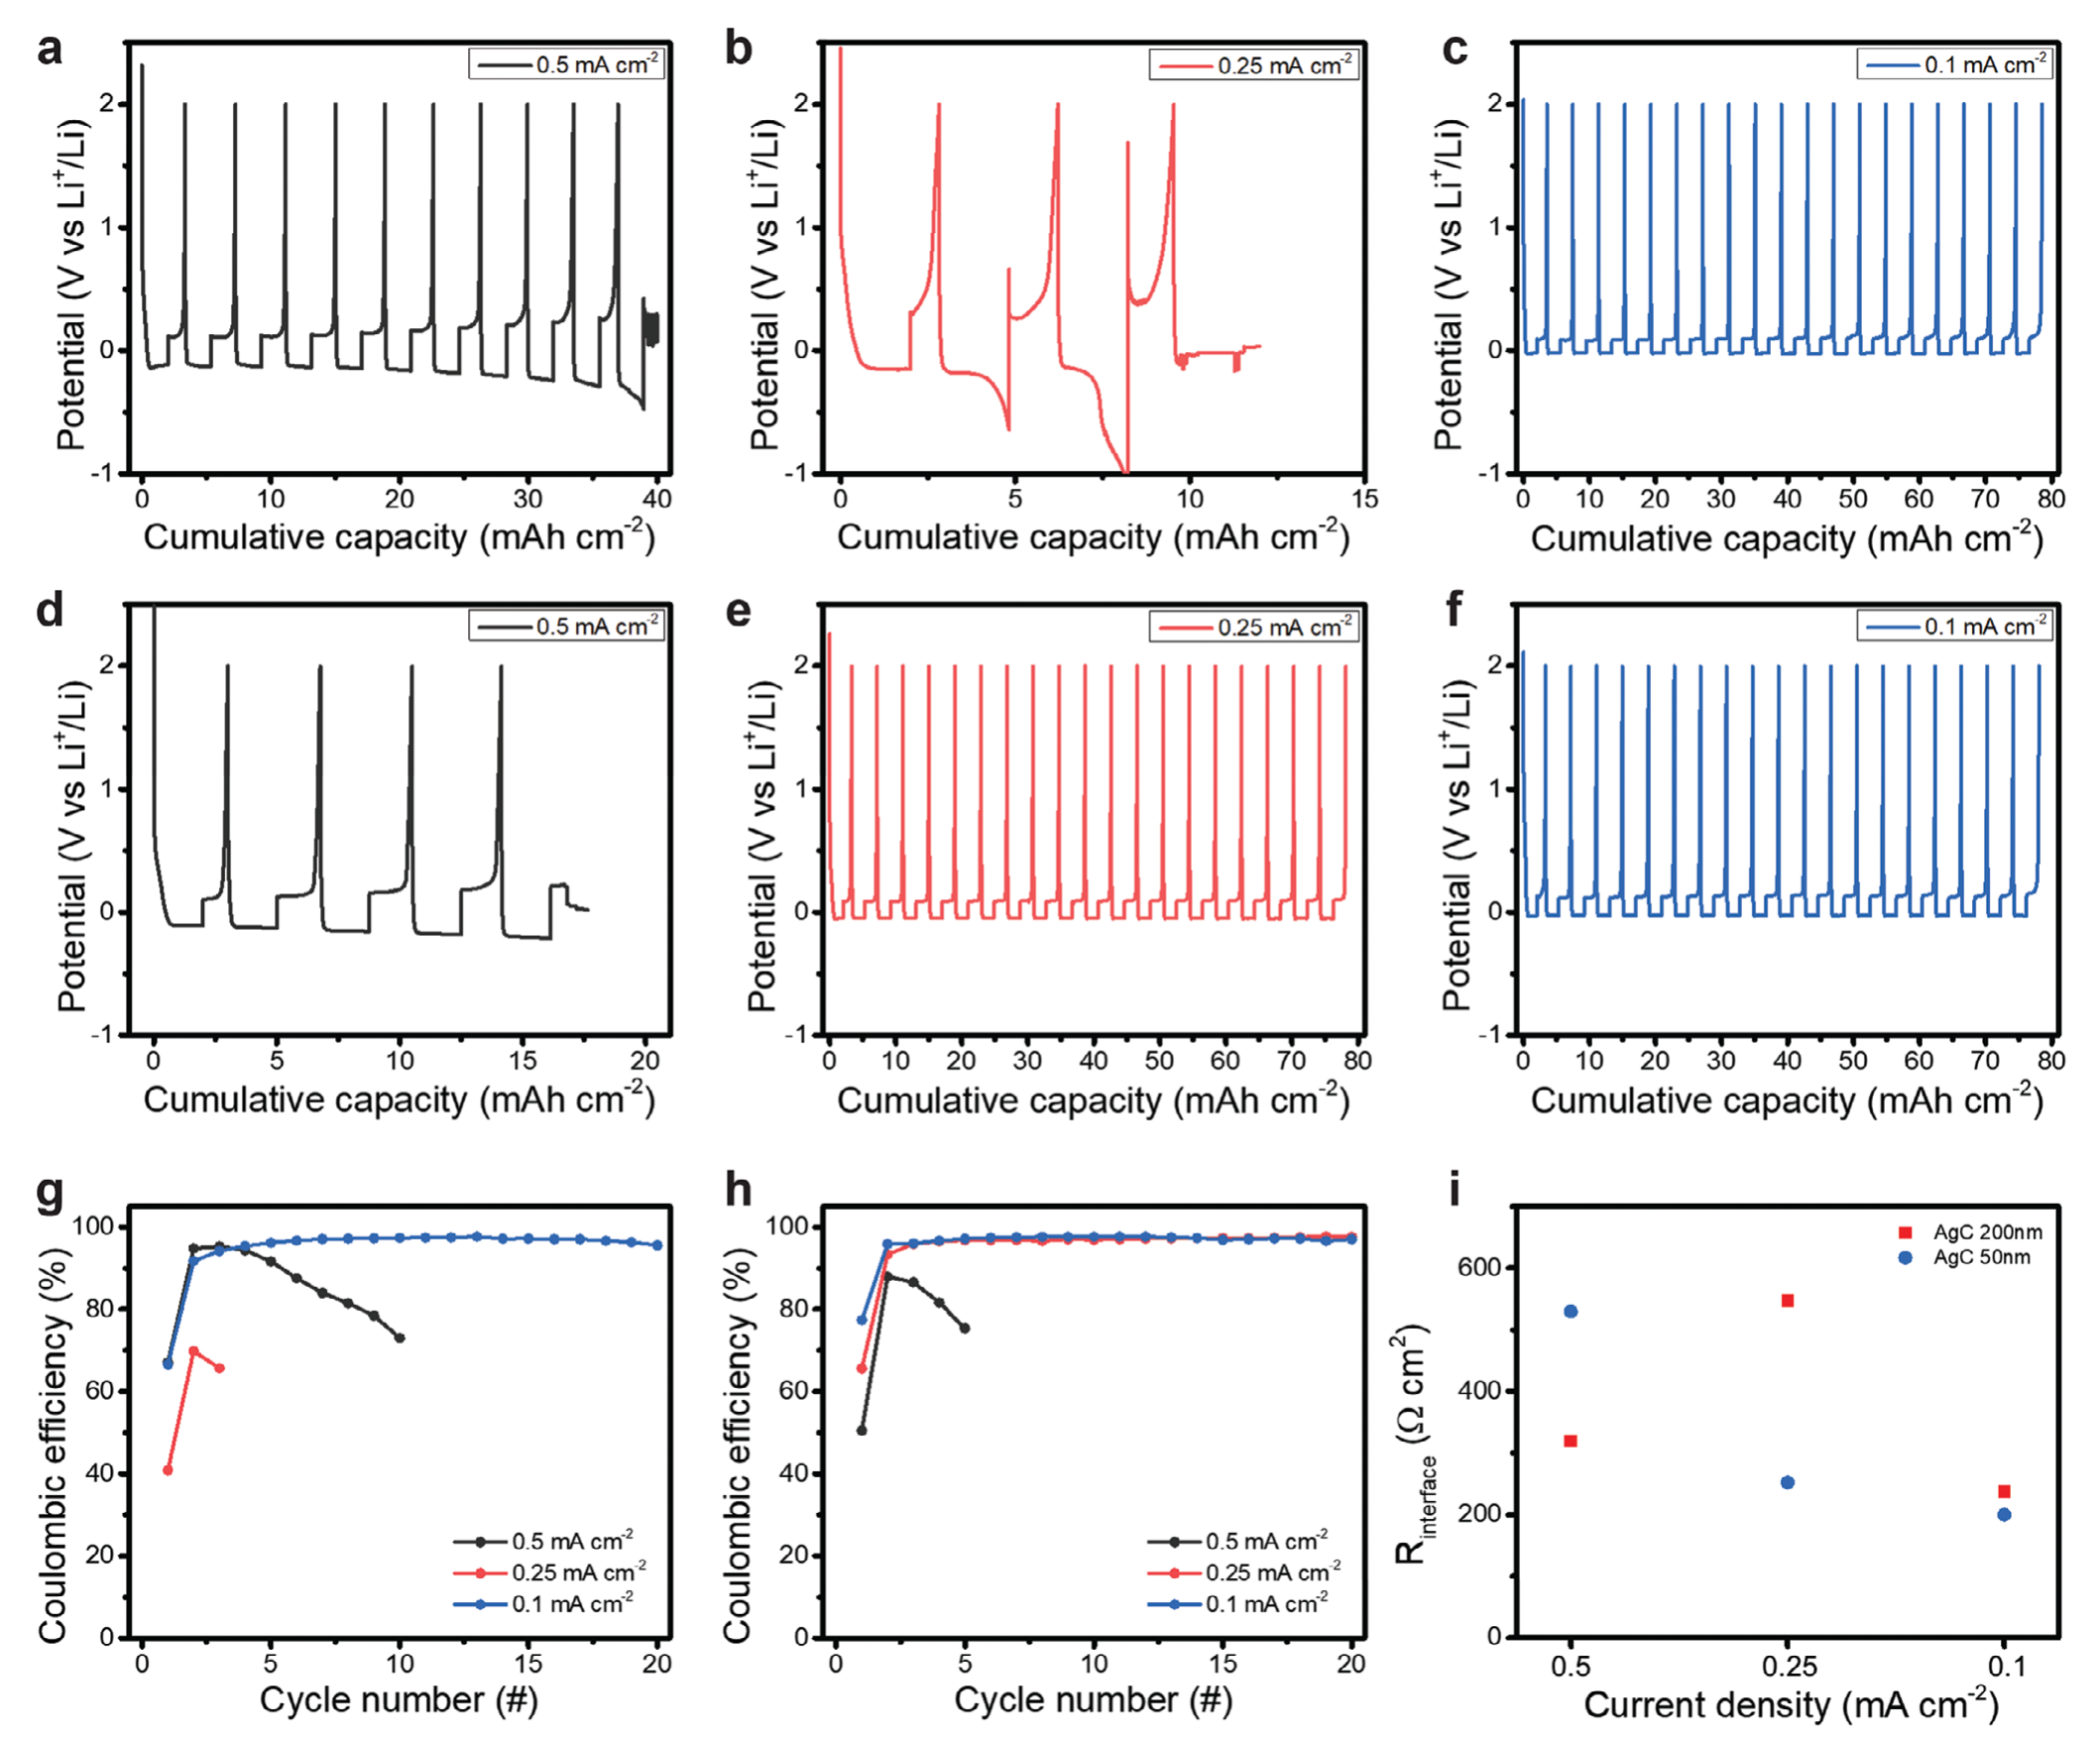 a
0.5 mA cm-2
Potential (V vs Li+/Li)
2
1
0
-1
0 10 20 30 40
Cumulative capacity (mAh cm-2)
b
0.25 mA cm-2
Potential (V vs Li+/Li)
2
1
0
-1
0 5 10 15
Cumulative capacity (mAh cm-2)
c
0.1 mA cm-2
Potential (V vs Li+/Li)
2
1
0
-1
0 10 20 30 40 50 60 70 80
Cumulative capacity (mAh cm-2)
d
0.5 mA cm-2
Potential (V vs Li+/Li)
2
1
0
-1
0 5 10 15 20
Cumulative capacity (mAh cm-2)
e
0.25 mA cm-2
Potential (V vs Li+/Li)
2
1
0
-1
0 10 20 30 40 50 60 70 80
Cumulative capacity (mAh cm-2)
f
0.1 mA cm-2
Potential (V vs Li+/Li)
2
1
0
-1
0 10 20 30 40 50 60 70 80
Cumulative capacity (mAh cm-2)
g
Coulombic efficiency (%)
100
80
60
40
20
0
0.5 mA cm-2
0.25 mA cm-2
0.1 mA cm-2
0 5 10 15 20
Cycle number (#)
h
Coulombic efficiency (%)
100
80
60
40
20
0
0.5 mA cm-2
0.25 mA cm-2
0.1 mA cm-2
0 5 10 15 20
Cycle number (#)
i
AgC 200nm
AgC 50nm
Rinterface (Ω cm2)
600
400
200
0
0.5 0.25 0.1
Current density (mA cm-2)